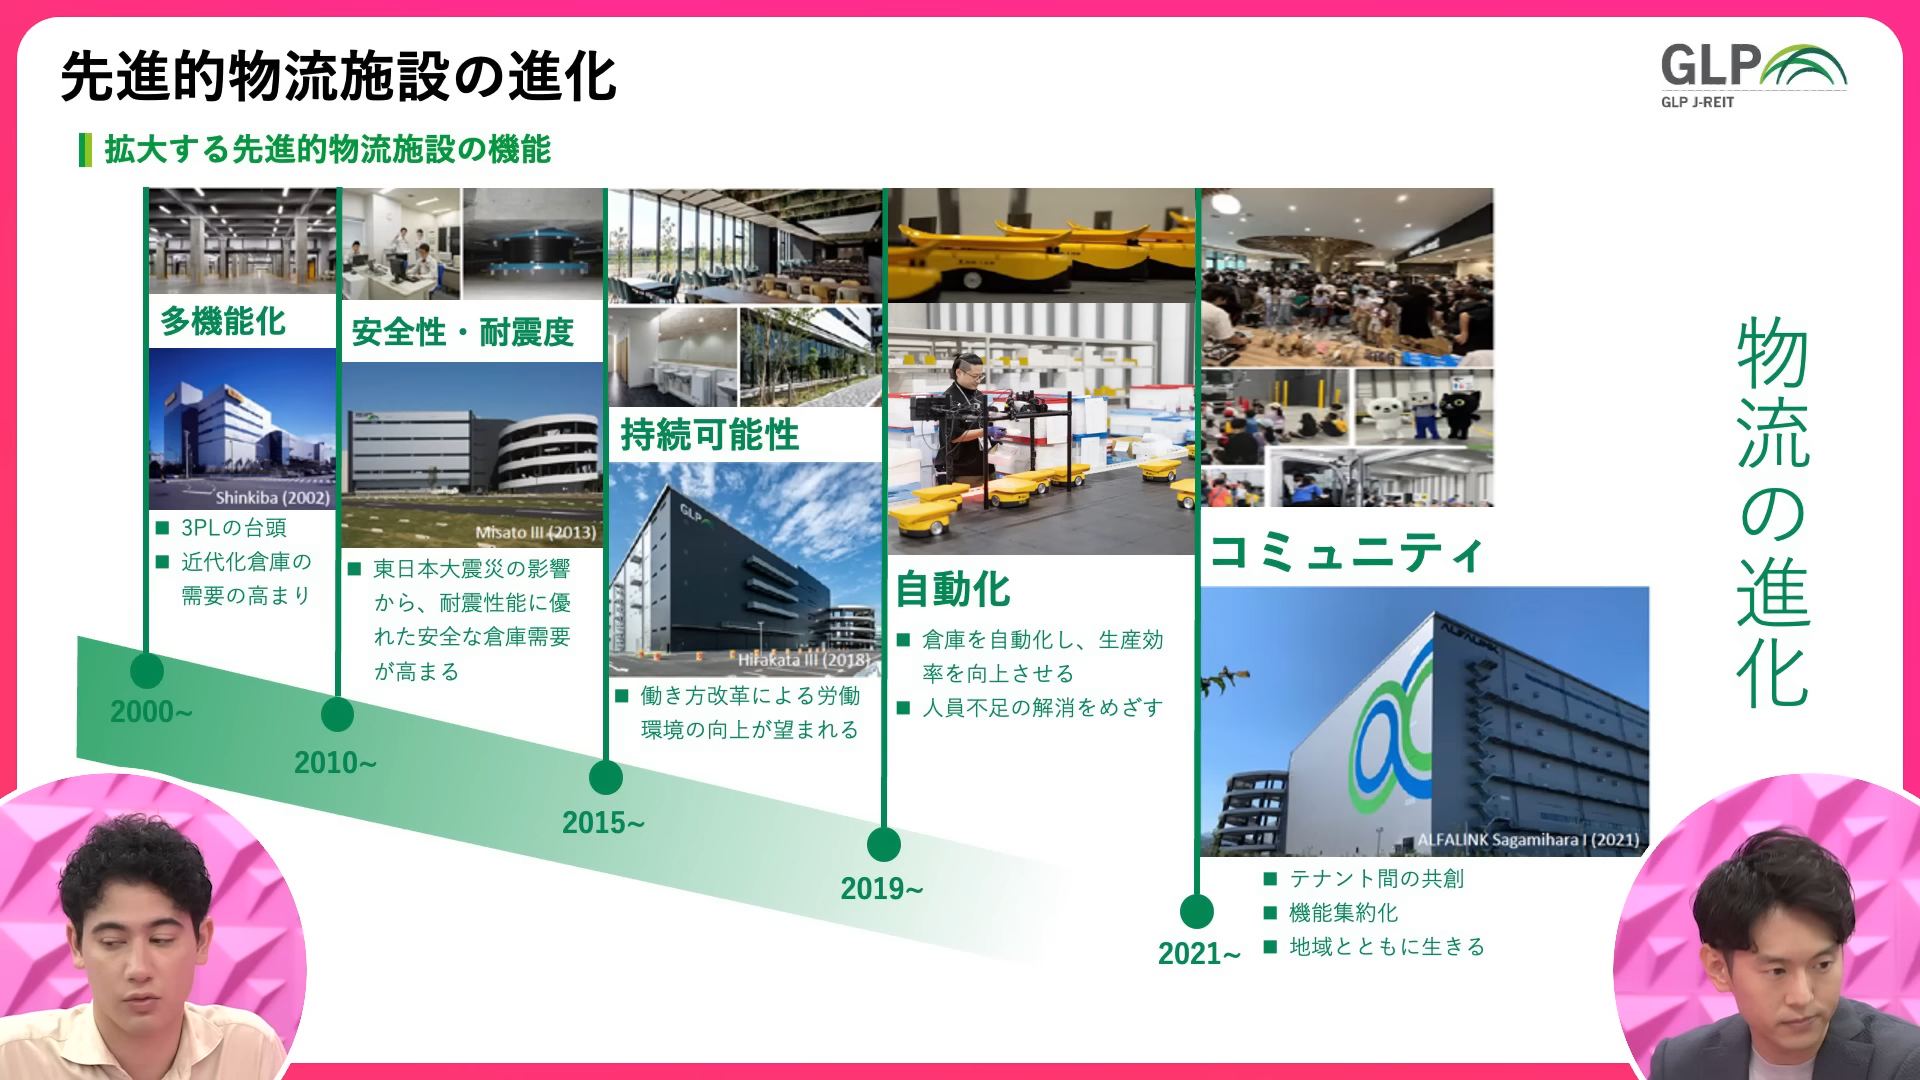 先進的物流施設の進化
GLP
GLP J-REIT
拡大する先進的物流施設の機能
多機能化
Shinkiba (2002)
■ 3PLの台頭
■ 近代化倉庫の
需要の高まり
2000~
安全性・耐震度
Misato III (2013)
■ 東日本大震災の影響
から、耐震性能に優
れた安全な倉庫需要
が高まる
2010~
持続可能性
GLP
Hirakata III (2018)
■ 働き方改革による労働
環境の向上が望まれる
2015~
自動化
■ 倉庫を自動化し、生産効
率を向上させる
■ 人員不足の解消をめざす
2019~
コミュニティ
ALFALINK
ALFALINK Sagamihara I (2021)
■ テナント間の共創
■ 機能集約化
■ 地域とともに生きる
2021~
物流の進化